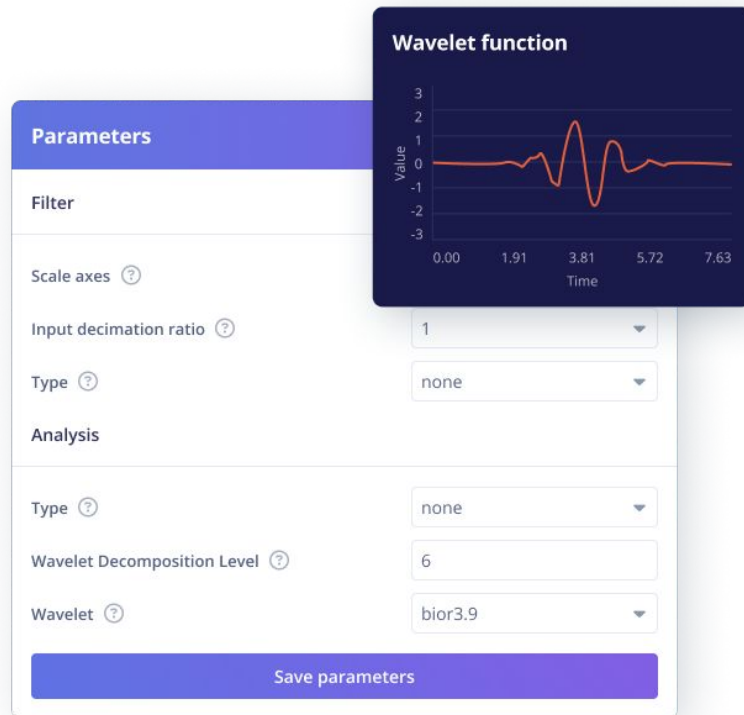 Wavelet function
3
2
1
0
-1
-2
-3
Value
0.00 1.91 3.81 5.72 7.63
Time
Parameters
Filter
Scale axes ?
Input decimation ratio ? 1
Type ? none
Analysis
Type ? none
Wavelet Decomposition Level ? 6
Wavelet ? bior3.9
Save parameters